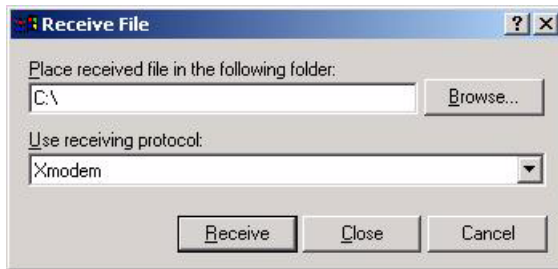 Receive File
Place received file in the following folder:
C:\
Browse...
Use receiving protocol:
Xmodem
Receive
Close
Cancel